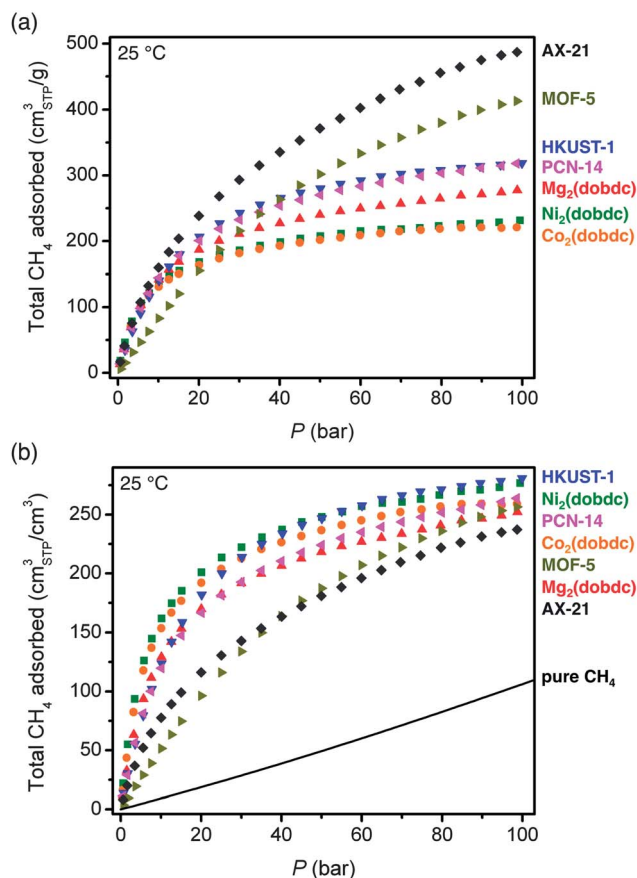 (a)
25 °C
Total CH₄ adsorbed (cm³STP/g)
500
400
300
200
100
0
0 20 40 60 80 100
P (bar)
AX-21
MOF-5
HKUST-1
PCN-14
Mg₂(dobdc)
Ni₂(dobdc)
Co₂(dobdc)
(b)
25 °C
Total CH₄ adsorbed (cm³STP/cm³)
250
200
150
100
50
0
0 20 40 60 80 100
P (bar)
HKUST-1
Ni₂(dobdc)
PCN-14
Co₂(dobdc)
MOF-5
Mg₂(dobdc)
AX-21
pure CH₄